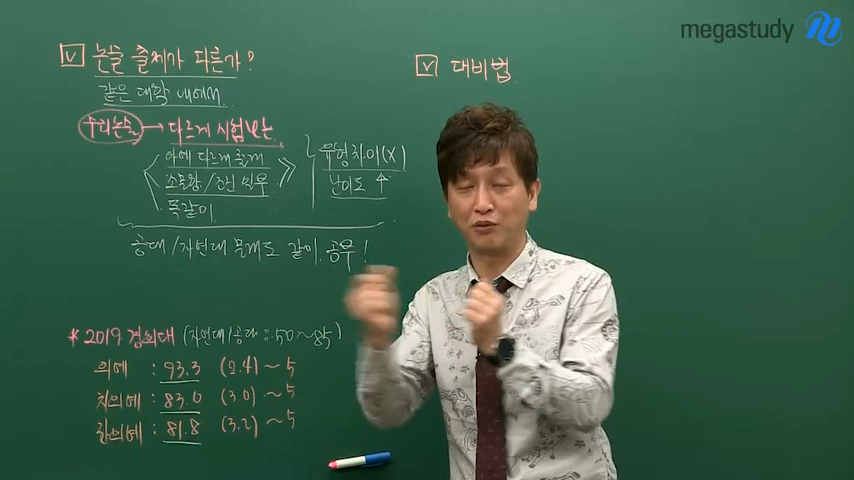 megastudy
v 논술 출제가 다른가?
같은 대학 내에서
수리논술 → 다르게 시험보는
아예 다르게 출제
소문항/조건 일부
똑같이
유형차이(X)
난이도 ↑
공대/자연대 문제도 같이 공부!
* 2019 경희대 (자연대/공대 : 50~85)
의예 : 93.3 (2.4) ~ 5
치의예 : 83.0 (3.0) ~ 5
한의예 : 81.8 (3.2) ~ 5
v 대비법